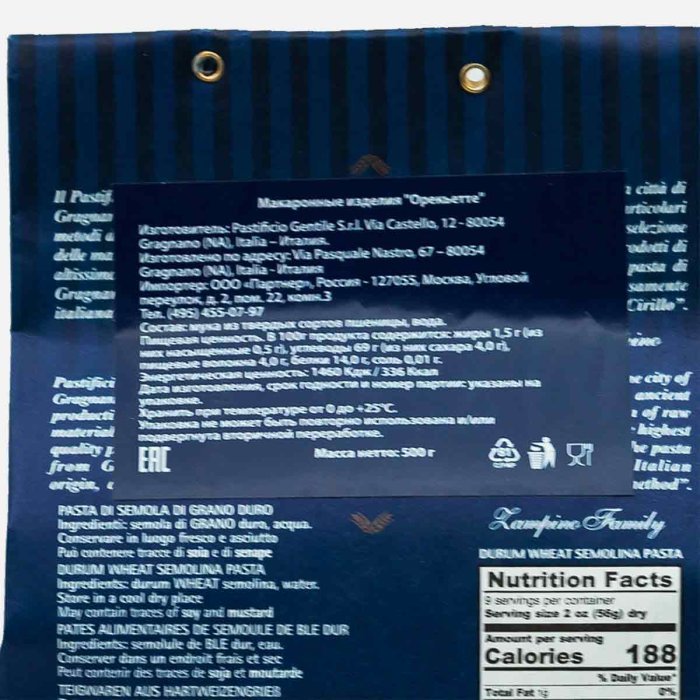 Il Pastif
Gragnan
metodi a
delle ma
altissime
Gragnan
italiana
città di
articolari
selezione
rodotti di
pasta di
samente
Cirillo”.
Макаронные изделия "Орекьетте"
Изготовитель: Pastificio Gentile S.r.l. Via Castello, 12 - 80054
Gragnano (NA), Italia – Италия.
Изготовлено по адресу: Via Pasquale Nastro, 67 – 80054
Gragnano (NA), Italia - Италия
Импортер: ООО «Партнер», Россия - 127055, Москва, Угловой
переулок, д. 2, пом. 22, комн.3
Тел. (495) 455-07-97
Состав: мука из твердых сортов пшеницы, вода.
Пищевая ценность. В 100г продукта содержится: жиры 1,5 г (из
них насыщенные 0,5 г), углеводы 69 г (из них сахара 4,0 г),
пищевые волокна 4,0 г, белки 14,0 г, соль 0,01 г.
Энергетическая ценность: 1460 Кдж / 336 Ккал
Дата изготовления, срок годности и номер партии: указаны на
упаковке.
Хранить при температуре от 0 до +25°C.
Упаковка не может быть повторно использована и/или
подвергнута вторичной переработке.
EAC
Масса нетто: 500 г
81
Pastifici
Gragnan
producti
material
quality p
from G
origin, c
e city of
ancient
of raw
highest
he pasta
Italian
ethod”.
PASTA DI SEMOLA DI GRANO DURO
Ingredienti: semola di GRANO duro, acqua.
Conservare in luogo fresco e asciutto
Può contenere tracce di soia e di senape
DURUM WHEAT SEMOLINA PASTA
Ingredients: durum WHEAT semolina, water.
Store in a cool dry place
May contain traces of soy and mustard
PATES ALIMENTAIRES DE SEMOULE DE BLE DUR
Ingredients: semolule de BLE dur, eau.
Conserver dans un endroit frais et sec
Peut contenir des traces de soja et moutarde
TEIGWAREN AUS HARTWEIZENGRIEB
Zampino Family
DURUM WHEAT SEMOLINA PASTA
Nutrition Facts
9 servings per container
Serving size 2 oz (56g) dry
Amount per serving
Calories 188
% Daily Value*
Total Fat 1g 0%